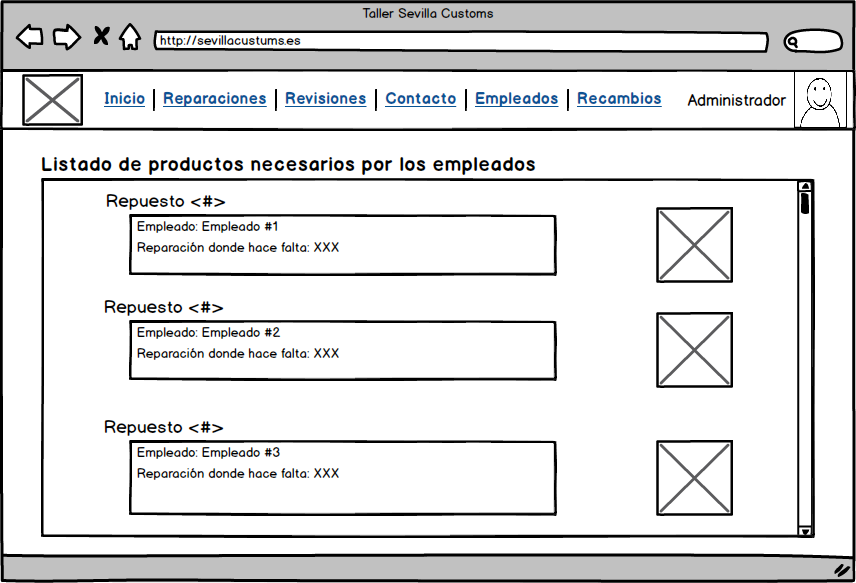 Taller Sevilla Customs
http://sevillacustums.es
Inicio | Reparaciones | Revisiones | Contacto | Empleados | Recambios Administrador
Listado de productos necesarios por los empleados
Repuesto <#>
Empleado: Empleado #1
Reparación donde hace falta: XXX
Repuesto <#>
Empleado: Empleado #2
Reparación donde hace falta: XXX
Repuesto <#>
Empleado: Empleado #3
Reparación donde hace falta: XXX